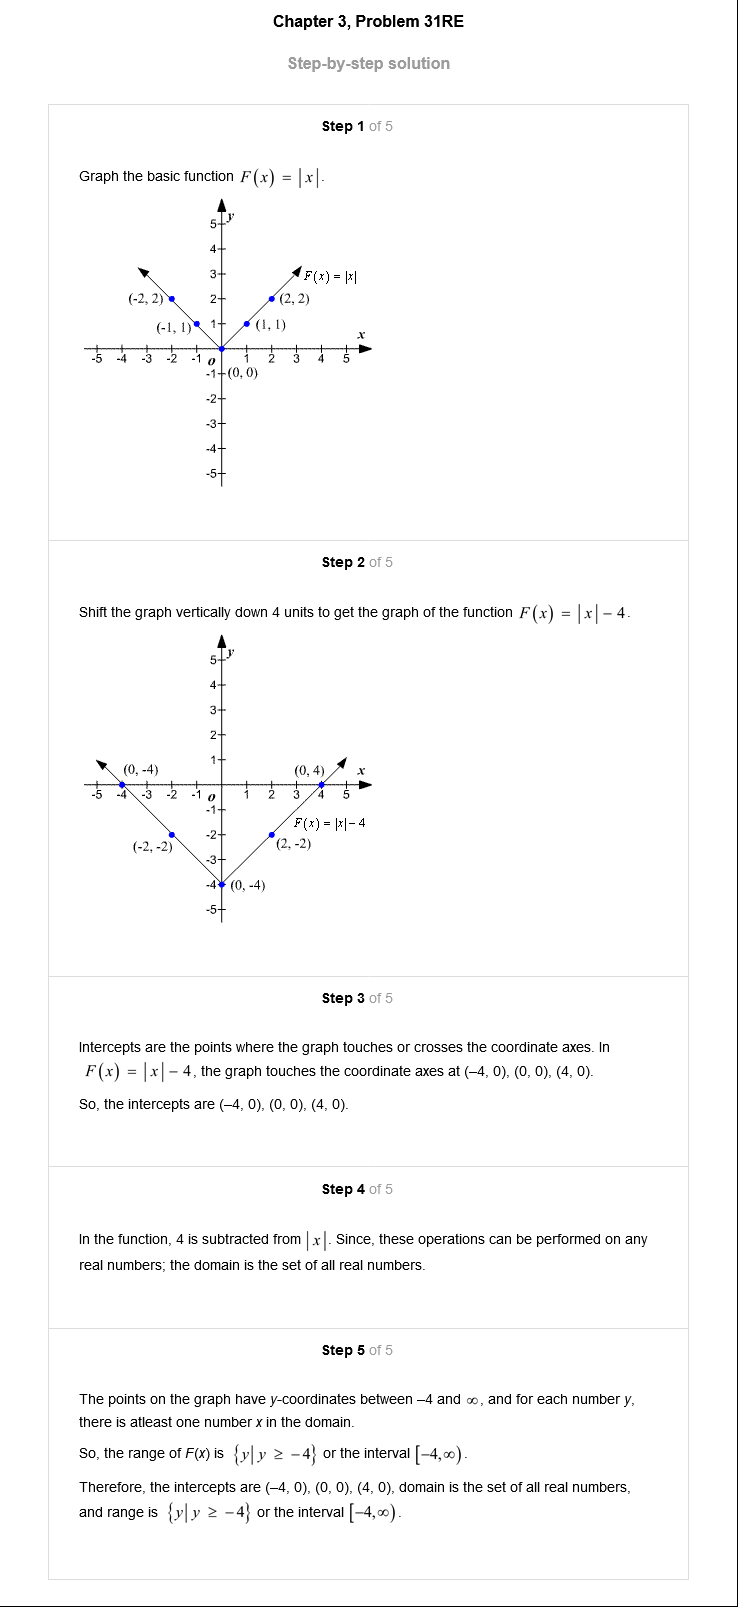 Chapter 3, Problem 31RE
Step-by-step solution
Step 1 of 5
Graph the basic function F(x) = |x|.
y
5
4
3
F(x) = |x|
(-2, 2)
2
(2, 2)
(-1, 1)
1
(1, 1)
x
-5 -4 -3 -2 -1 o 1 2 3 4 5
-1
(0, 0)
-2
-3
-4
-5
Step 2 of 5
Shift the graph vertically down 4 units to get the graph of the function F(x) = |x| − 4.
y
5
4
3
2
1
(0, -4)
(0, 4)
x
-5 -4 -3 -2 -1 o 1 2 3 4 5
-1
F(x) = |x| − 4
-2
(-2, -2)
(2, -2)
-3
-4
(0, -4)
-5
Step 3 of 5
Intercepts are the points where the graph touches or crosses the coordinate axes. In
F(x) = |x| − 4, the graph touches the coordinate axes at (–4, 0), (0, 0), (4, 0).
So, the intercepts are (–4, 0), (0, 0), (4, 0).
Step 4 of 5
In the function, 4 is subtracted from |x|. Since, these operations can be performed on any
real numbers; the domain is the set of all real numbers.
Step 5 of 5
The points on the graph have y-coordinates between –4 and ∞, and for each number y,
there is atleast one number x in the domain.
So, the range of F(x) is {y| y ≥ −4} or the interval [−4,∞).
Therefore, the intercepts are (–4, 0), (0, 0), (4, 0), domain is the set of all real numbers,
and range is {y| y ≥ −4} or the interval [−4,∞).